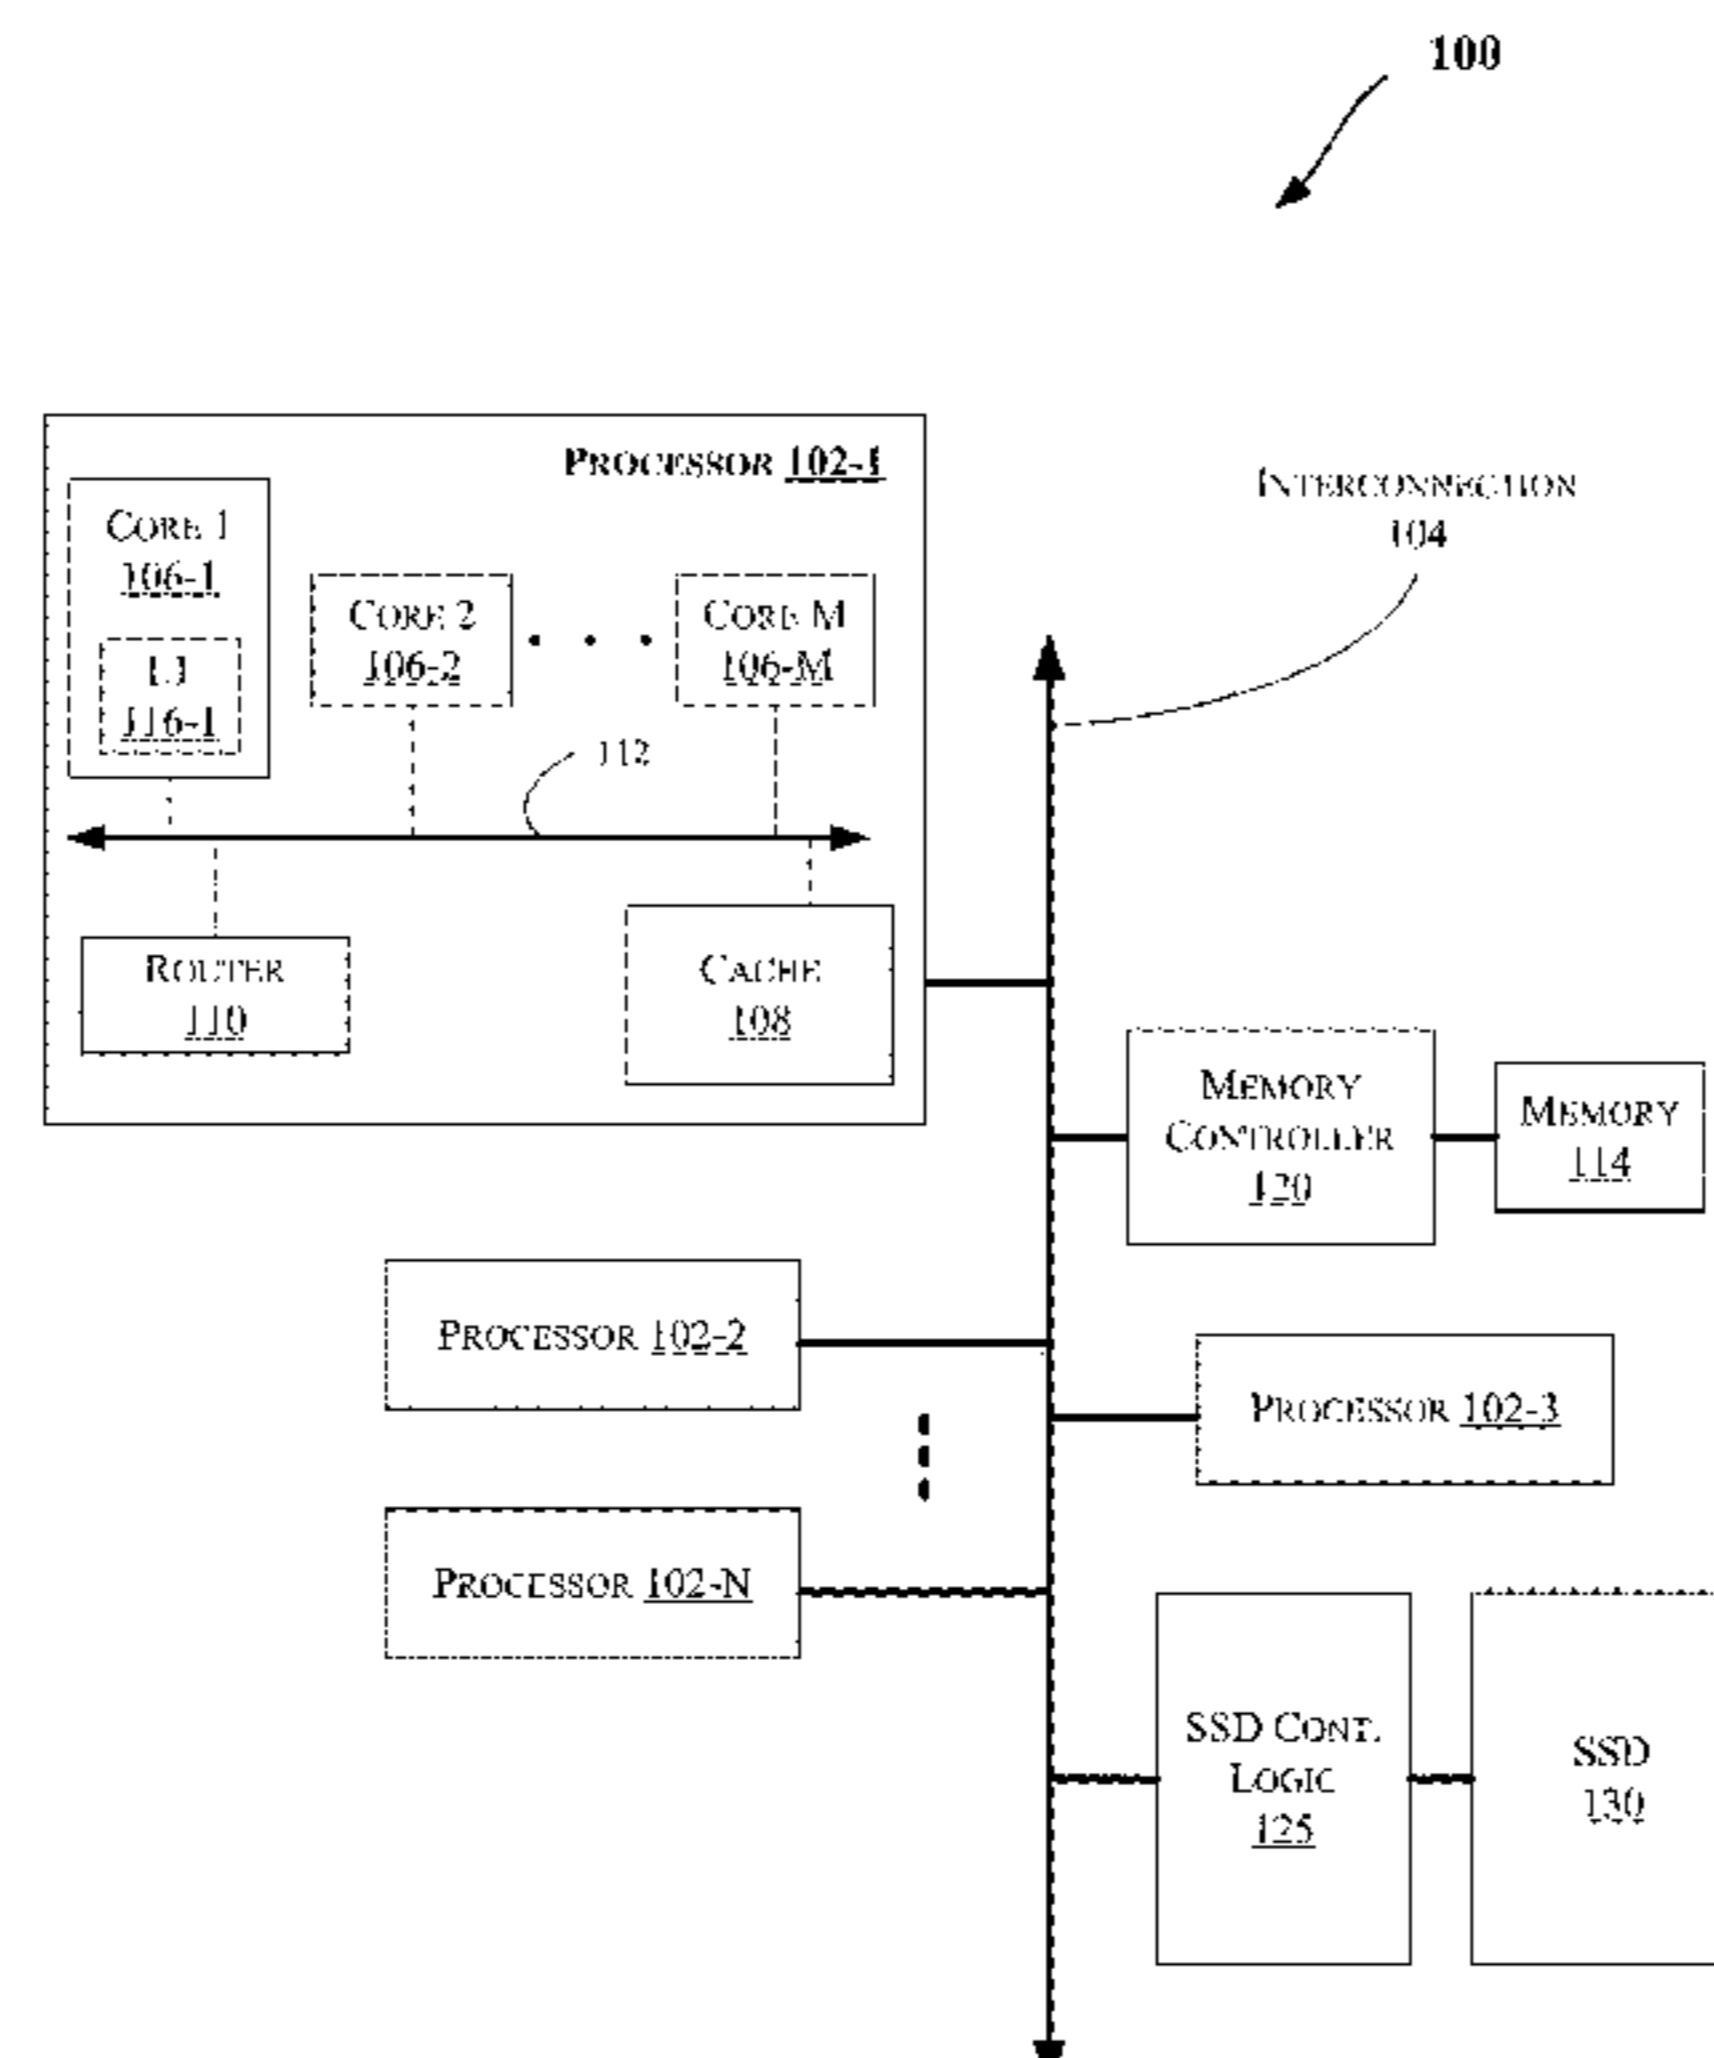 100
PROCESSOR 102-1
INTERCONNECTION
104
CORE 1
106-1
L1
116-1
CORE 2
106-2
CORE M
106-M
112
ROUTER
110
CACHE
108
MEMORY
CONTROLLER
120
MEMORY
114
PROCESSOR 102-2
PROCESSOR 102-3
PROCESSOR 102-N
SSD CONT.
LOGIC
125
SSD
130